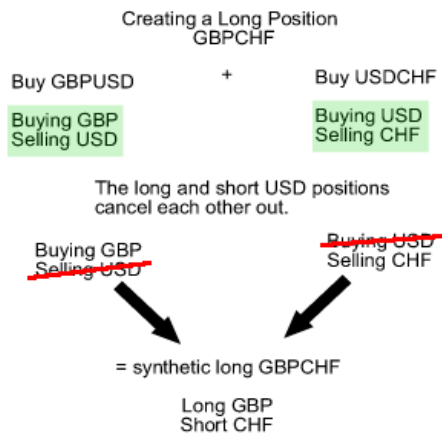 Creating a Long Position
GBPCHF
Buy GBPUSD + Buy USDCHF
Buying GBP
Selling USD
Buying USD
Selling CHF
The long and short USD positions
cancel each other out.
Buying GBP
Selling USD
Buying USD
Selling CHF
= synthetic long GBPCHF
Long GBP
Short CHF